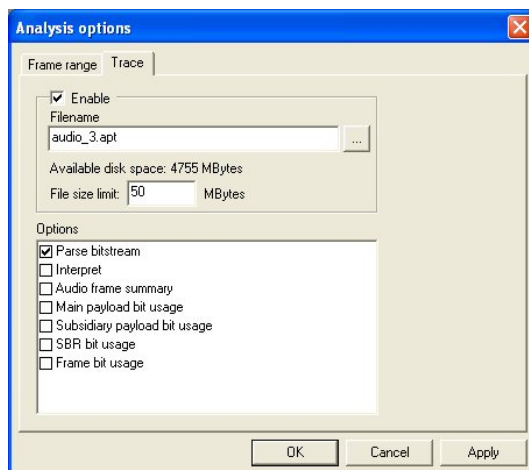 Analysis options
Frame range Trace
Enable
Filename
audio_3.apt
...
Available disk space: 4755 MBytes
File size limit: 50 MBytes
Options
Parse bitstream
Interpret
Audio frame summary
Main payload bit usage
Subsidiary payload bit usage
SBR bit usage
Frame bit usage
OK Cancel Apply